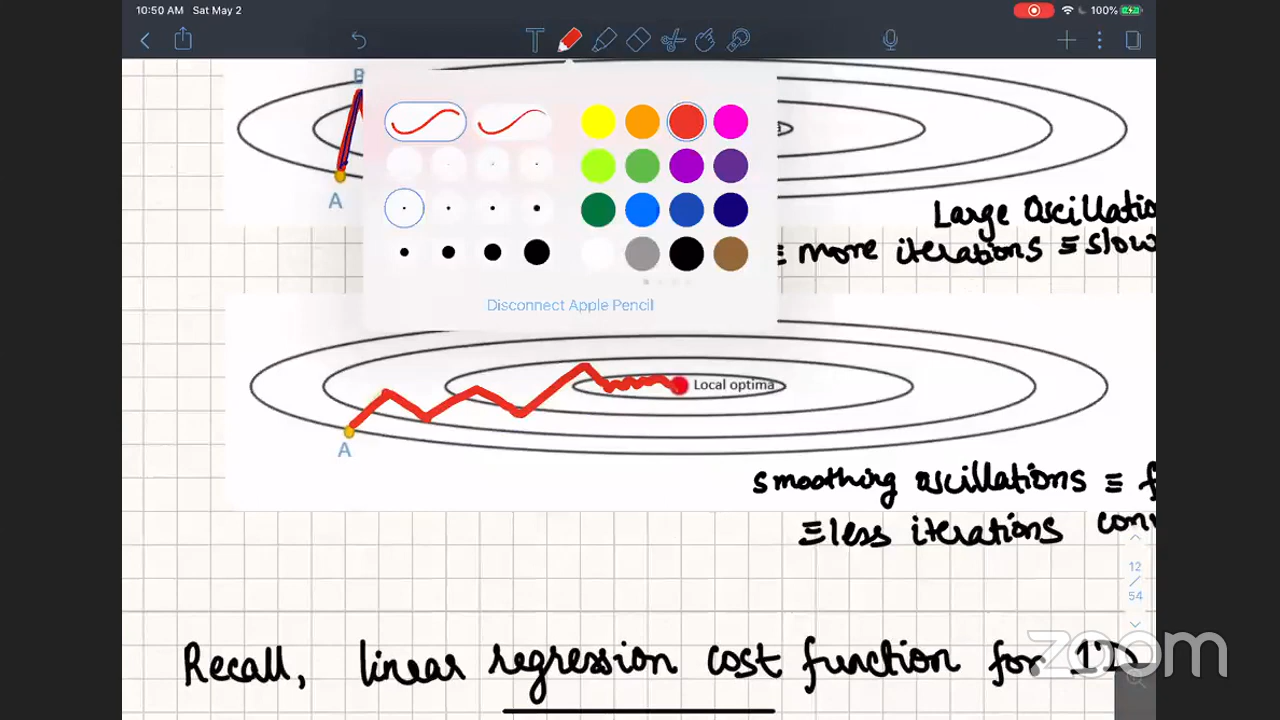 10:50 AM Sat May 2
100%
B
A
Large Oscillatio
≡ more iterations ≡ slow
Disconnect Apple Pencil
Local optima
A
smoothing oscillations ≡ f
≡ less iterations conv
12
/
54
Recall, linear regression cost function for 1D
zoom